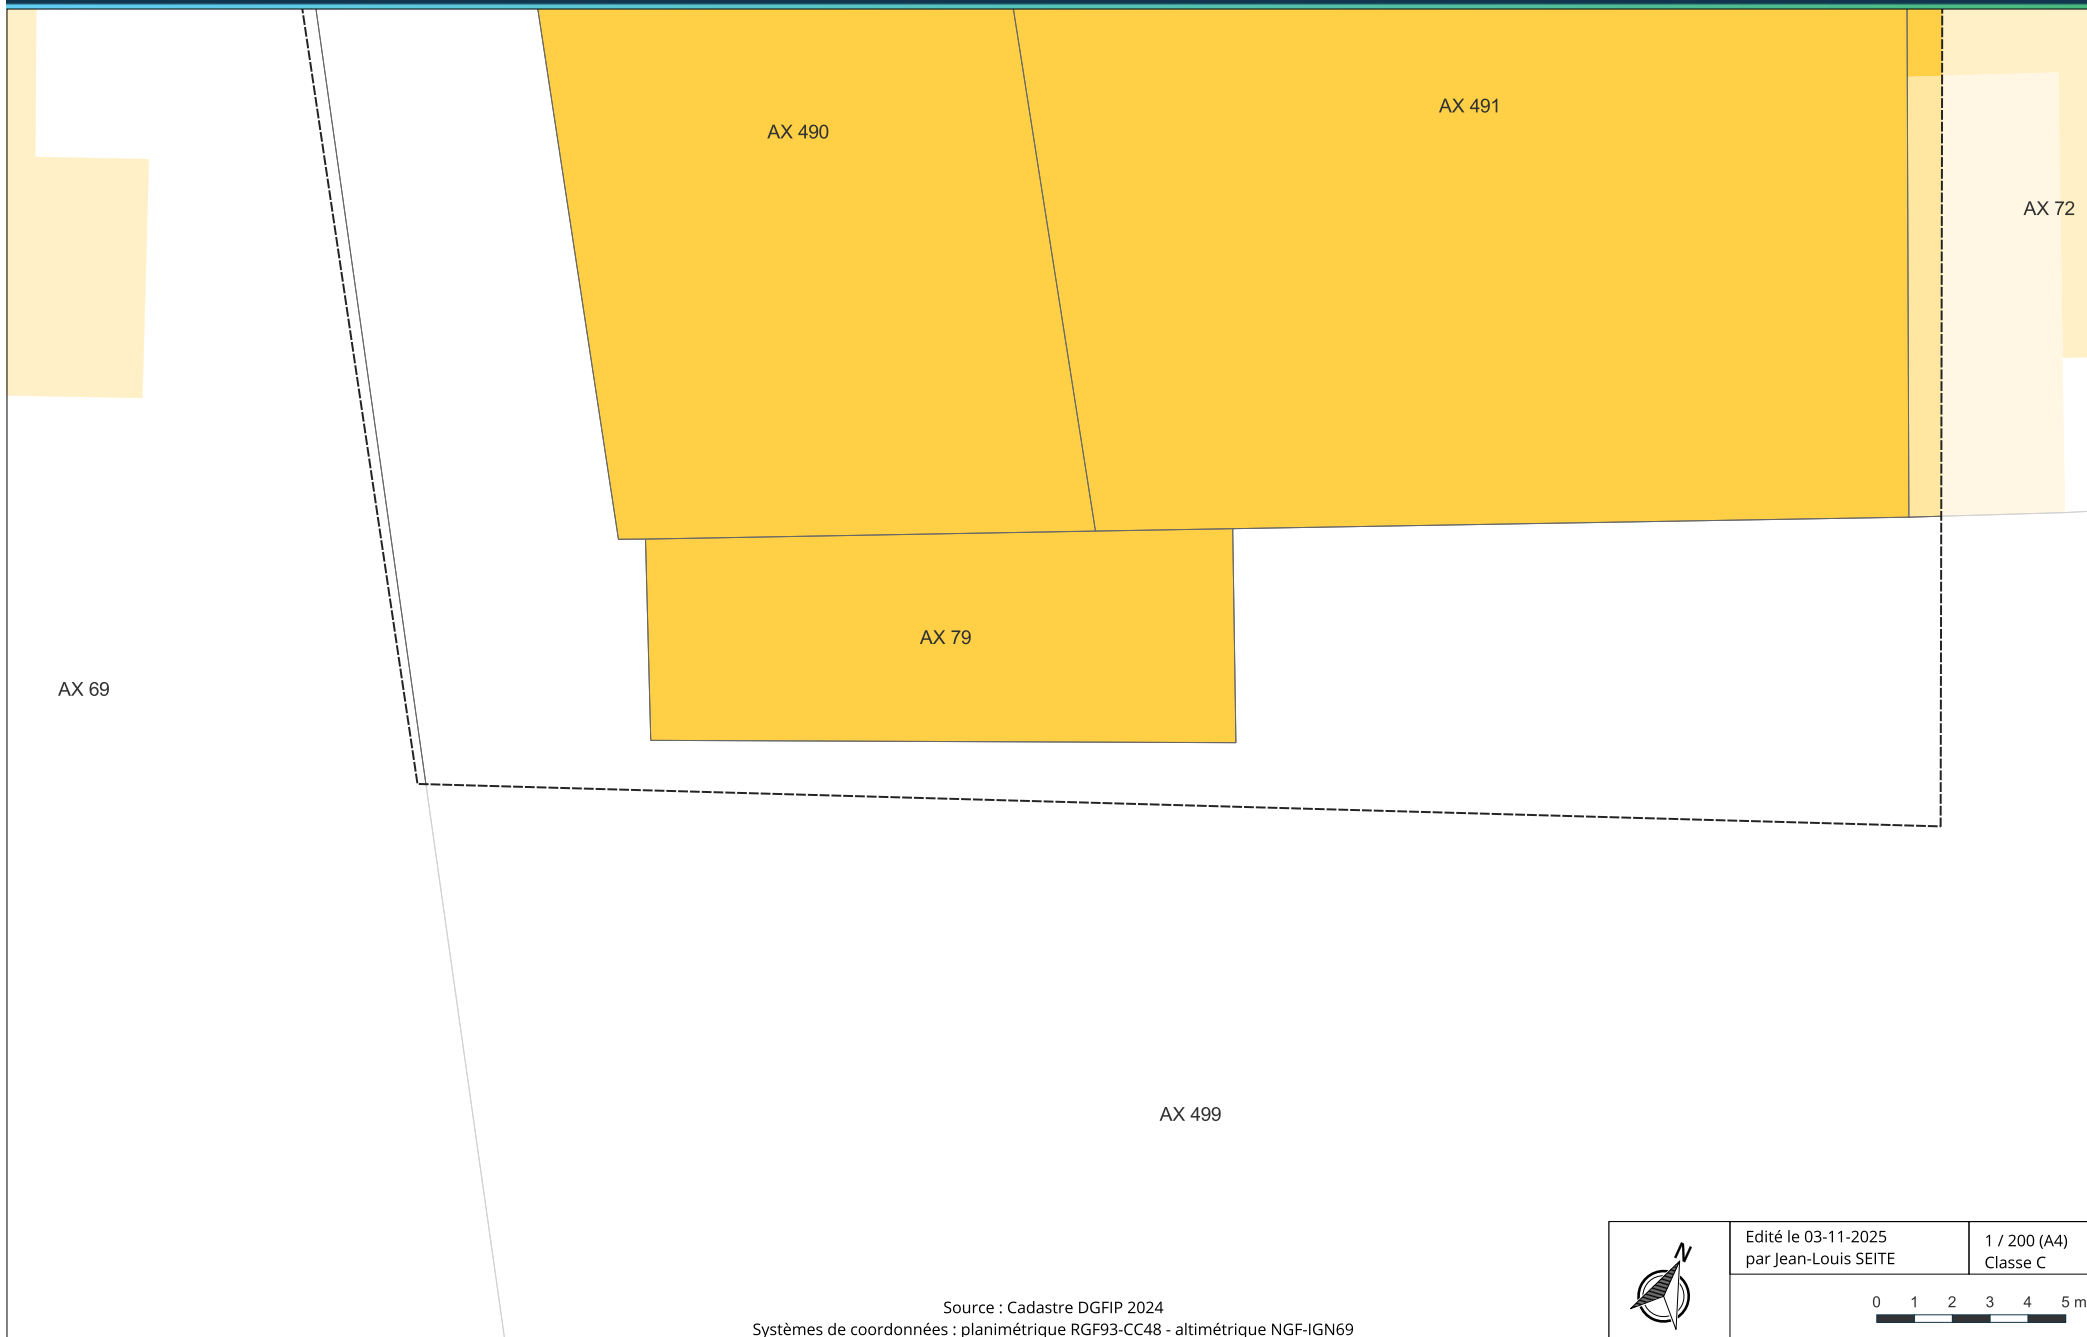 AX 491
AX 490
AX 72
AX 79
AX 69
AX 499
N
Edité le 03-11-2025
par Jean-Louis SEITE
1 / 200 (A4)
Classe C
0 1 2 3 4 5 m
Source : Cadastre DGFIP 2024
Systèmes de coordonnées : planimétrique RGF93-CC48 - altimétrique NGF-IGN69